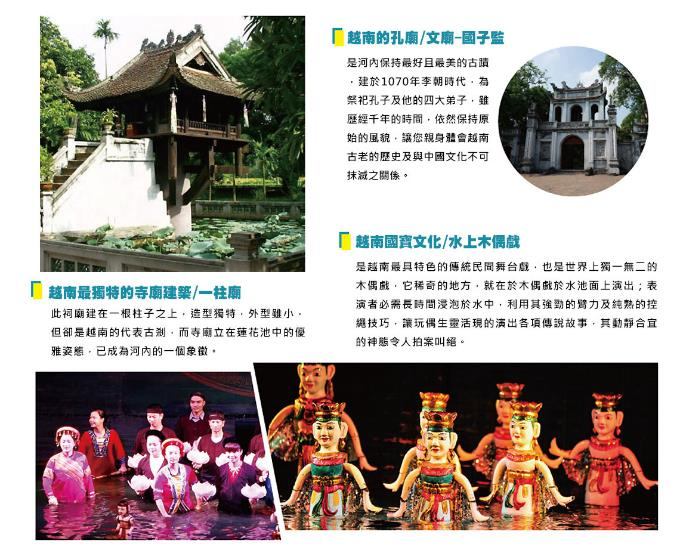 越南的孔廟/文廟-國子監
是河內保持最好且最美的古蹟
，建於1070年李朝時代，為
祭祀孔子及他的四大弟子，雖
歷經千年的時間，依然保持原
始的風貌，讓您親身體會越南
古老的歷史及與中國文化不可
抹滅之關係。
越南最獨特的寺廟建築/一柱廟
此祠廟建在一根柱子之上，造型獨特，外型雖小，
但卻是越南的代表古剎，而寺廟立在蓮花池中的優
雅姿態，已成為河內的一個象徵。
越南國寶文化/水上木偶戲
是越南最具特色的傳統民間舞台戲，也是世界上獨一無二的
木偶戲，它稀奇的地方，就在於木偶戲於水池面上演出；表
演者必需長時間浸泡於水中，利用其強勁的臂力及純熟的控
繩技巧，讓玩偶生靈活現的演出各項傳說故事，其動靜合宜
的神態令人拍案叫絕。